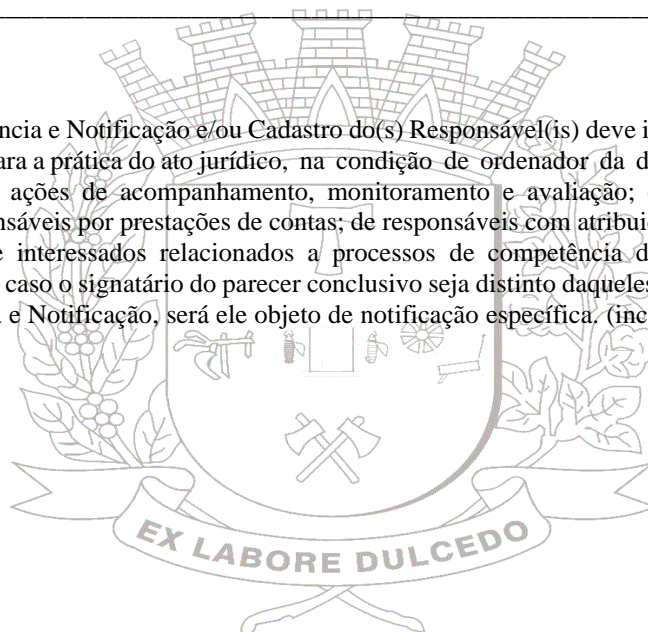 ncia e Notificação e/ou Cadastro do(s) Responsável(is) deve i
ara a prática do ato jurídico, na condição de ordenador da d
ações de acompanhamento, monitoramento e avaliação;
nsáveis por prestações de contas; de responsáveis com atribui
e interessados relacionados a processos de competência d
caso o signatário do parecer conclusivo seja distinto daqueles
a e Notificação, será ele objeto de notificação específica. (inc
EX LABORE DULCEDO